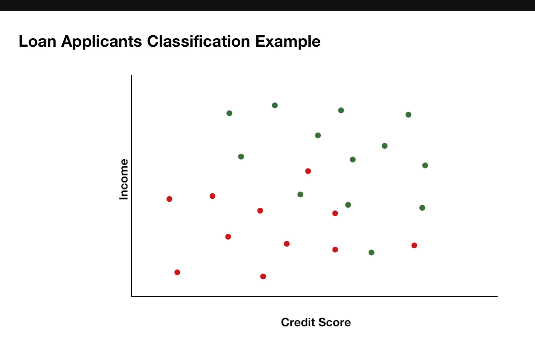 Loan Applicants Classification Example
Income
Credit Score